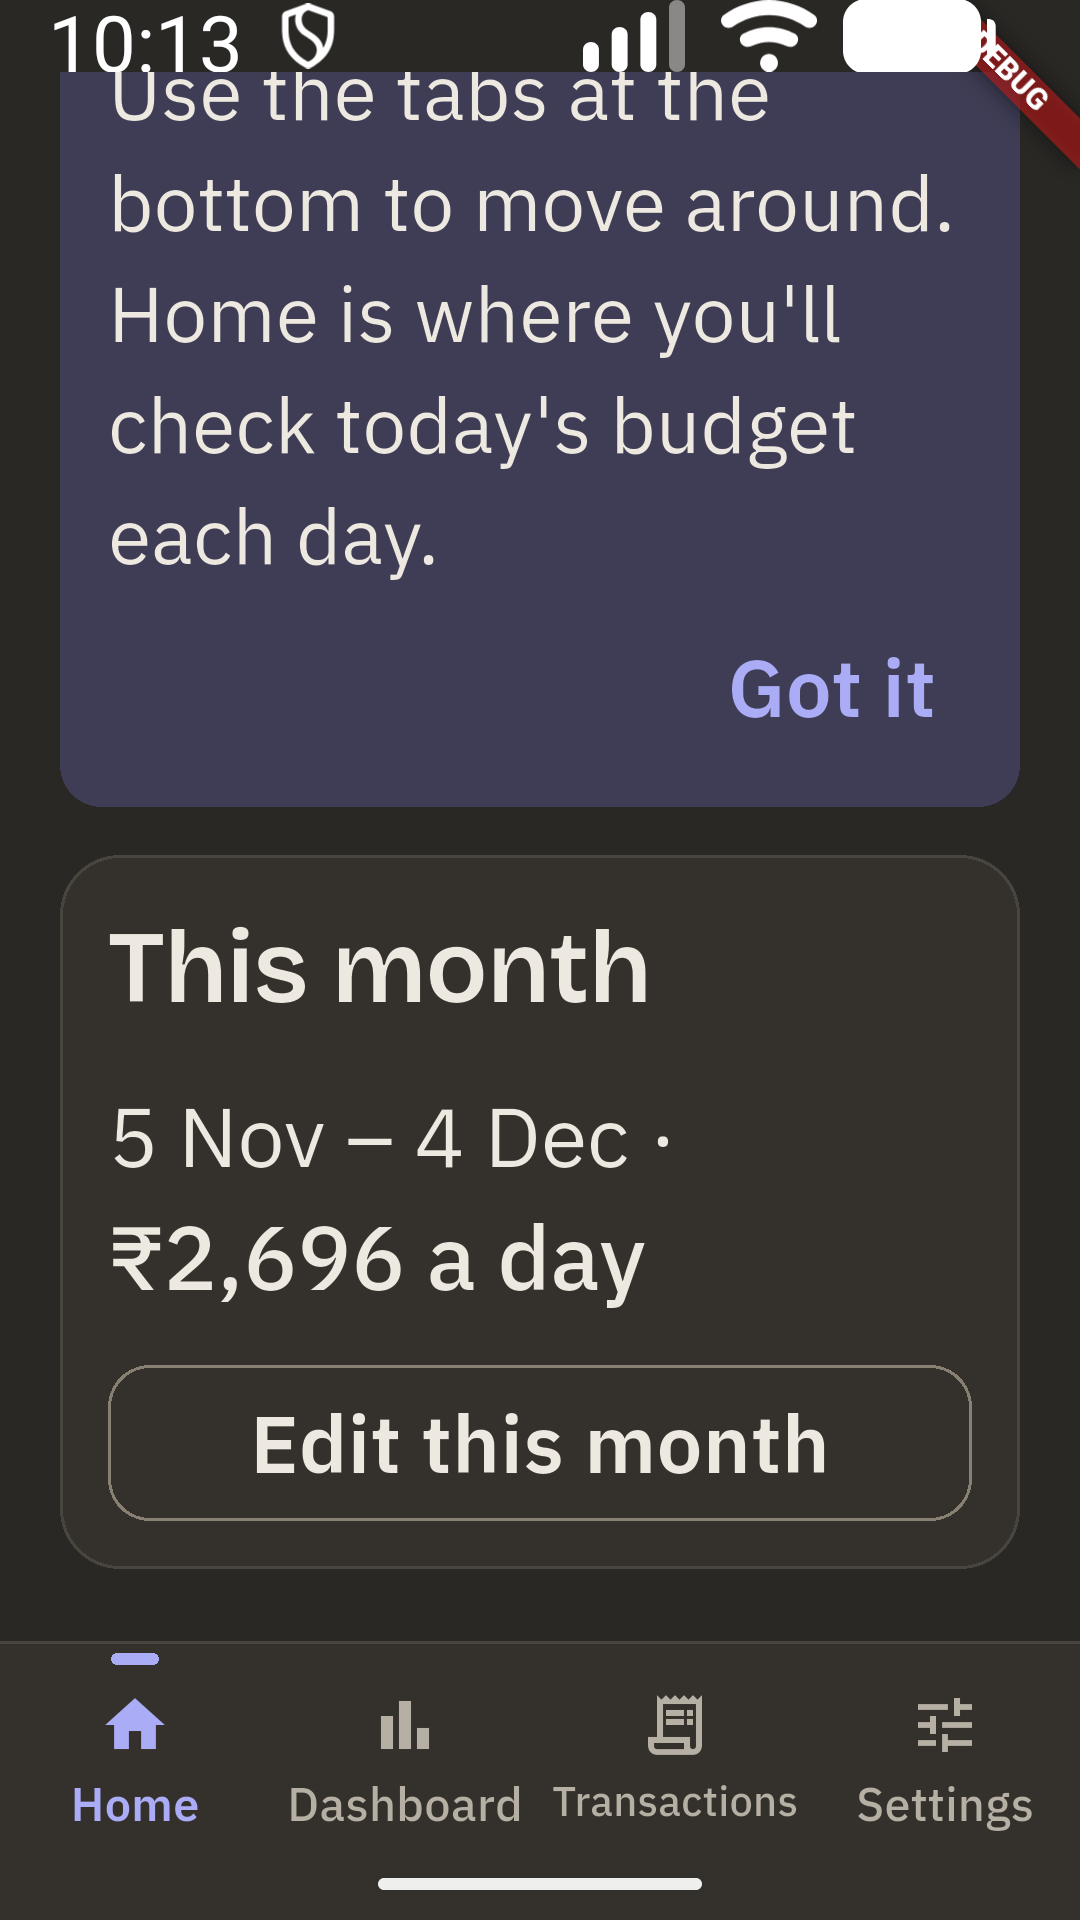 10:13
DEBUG
Use the tabs at the
bottom to move around.
Home is where you'll
check today's budget
each day.
Got it
This month
5 Nov – 4 Dec ·
₹2,696 a day
Edit this month
Home
Dashboard
Transactions
Settings